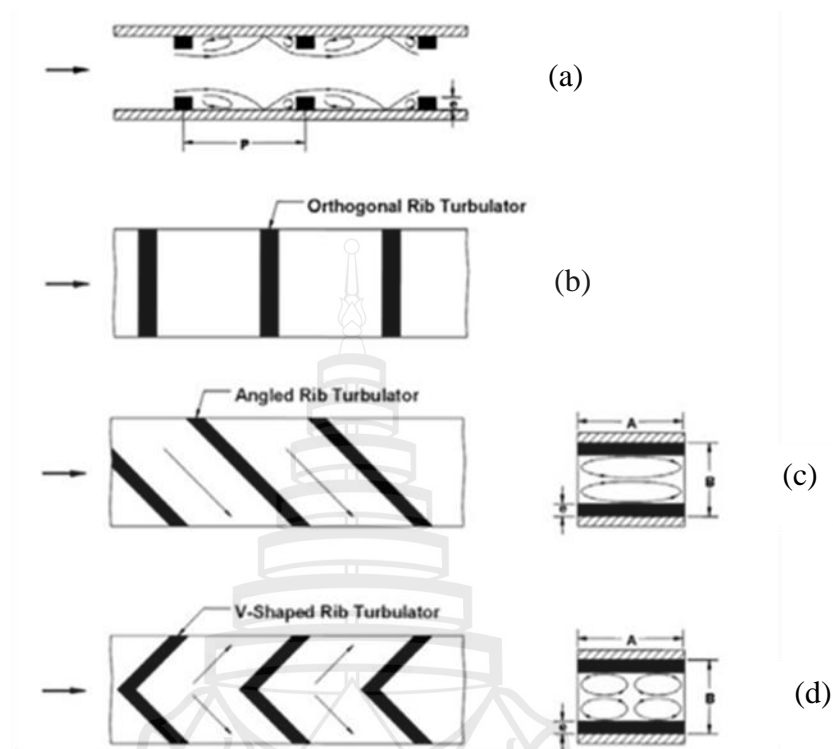 (a)
P
Orthogonal Rib Turbulator
(b)
Angled Rib Turbulator
A
B
(c)
V-Shaped Rib Turbulator
A
B
(d)